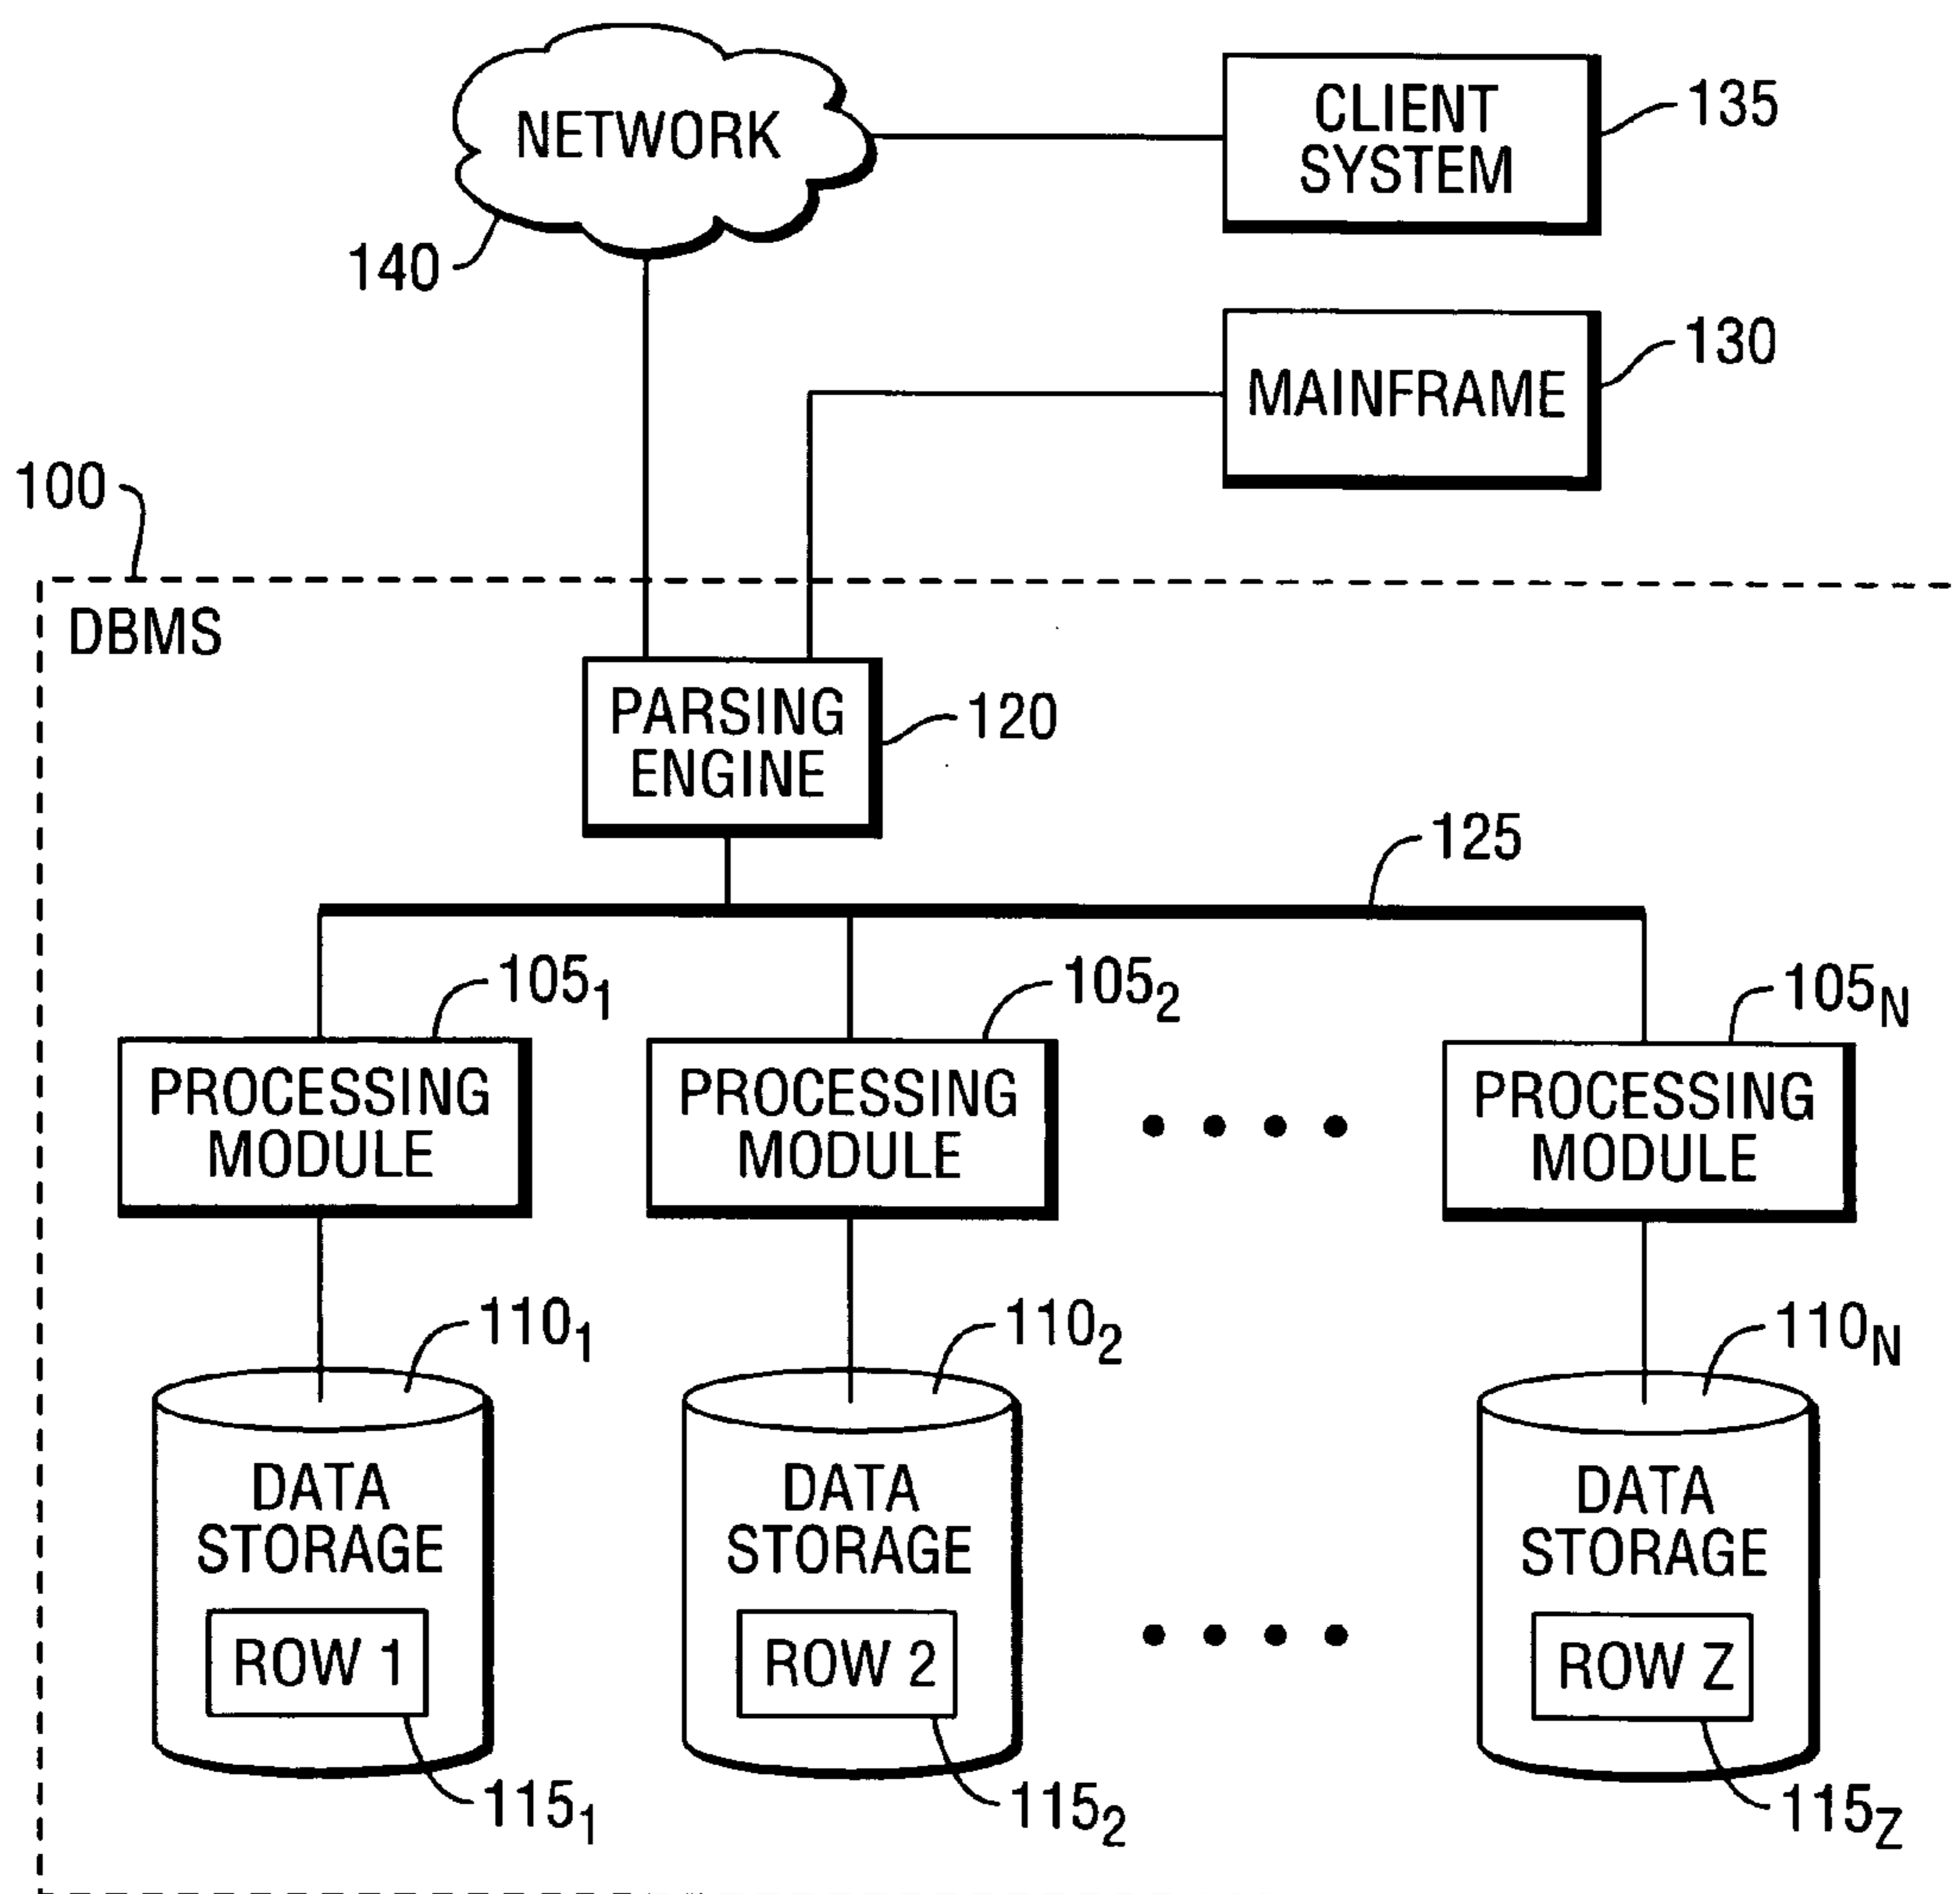 NETWORK
CLIENT
SYSTEM
135
140
MAINFRAME
130
100
DBMS
PARSING
ENGINE
120
125
105₁
105₂
105N
PROCESSING
MODULE
PROCESSING
MODULE
PROCESSING
MODULE
110₁
110₂
110N
DATA
STORAGE
ROW 1
DATA
STORAGE
ROW 2
DATA
STORAGE
ROW Z
115₁
115₂
115Z